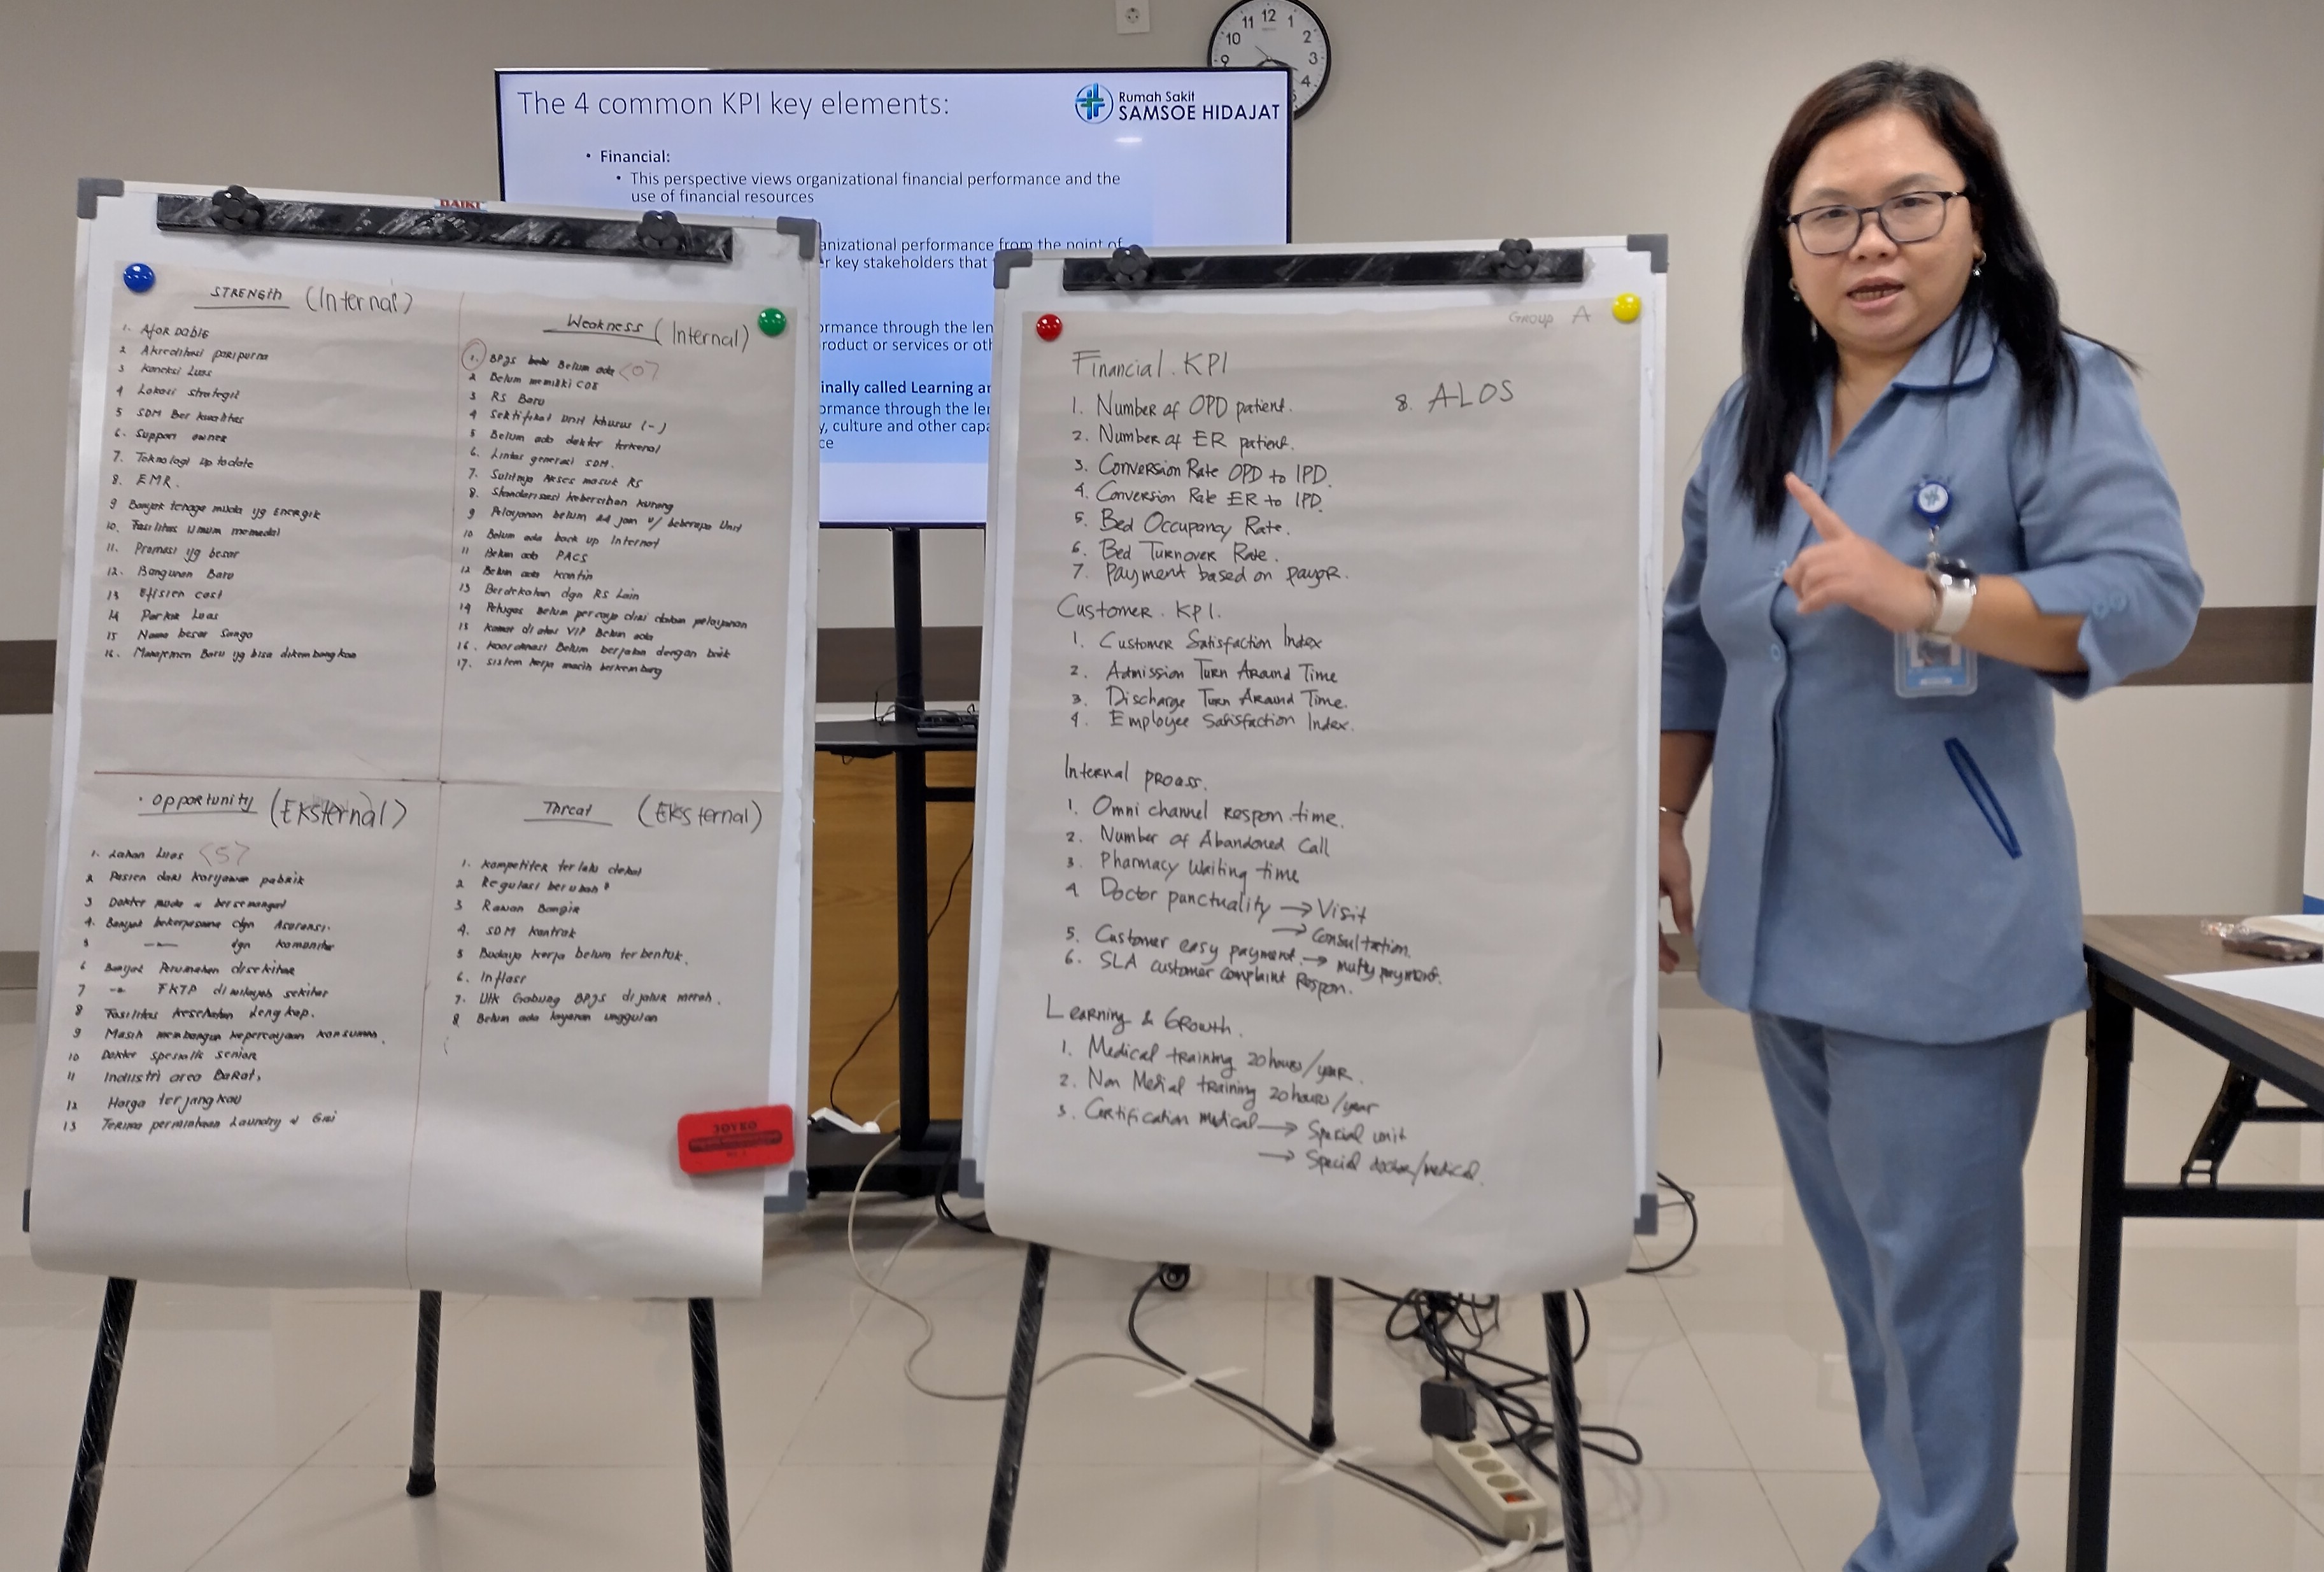 11 12 1
10 2
9 3
4
5
The 4 common KPI key elements:
Rumah Sakit
SAMSOE HIDAJAT
• Financial:
• This perspective views organizational financial performance and the
use of financial resources
anizational performance from the point of
r key stakeholders that
ormance through the len
roduct or services or oth
inally called Learning an
ormance through the le
y, culture and other capa
ce
DAIKI
STRENGTH (Internal)
1. AfOR DABLE
2 Akreditasi paripurna
3 Koneksi Luas
4 Lokasi strategis
5 SDM Berkualitas
6. Support owner
7. Teknologi Up to date
8. EMR.
9 Banyak tenaga muda yg Energik
10. Fasilitas Umum memadai
11. Promosi yg besar
12. Bangunan Baru
13 Efisien cost
14 Parkir Luas
15 Nama besar Sango
16. Manajemen Baru yg bisa dikembangkan
Weakness (Internal)
1. BPJS Belum ada <07
2 Belum memiliki COB
3 RS Baru
4 Sertifikat Unit khusus (-)
5 Belum ada dokter terkenal
6. Lintas generasi SDM.
7. Sulitnya Akses masuk RS
8. Standarisasi kebersihan kurang
9 Pelayanan belum 24 jam u/ beberapa Unit
10 Belum ada back up Internet
11 Belum ada PACS
12 Belum ada kantin
13 Berdekatan dgn RS Lain
14 Petugas Belum percaya diri dalam pelayanan
15 kamar di atas VIP Belum ada
16. koordinasi Belum berjalan dengan baik
17. Sistem kerja masih berkembang
Opportunity (EKSternal)
1. Lahan Luas <57
2 Pasien dari karyawan pabrik
3 Dokter muda & bersemangat
4. Banyak bekerjasama dgn Asuransi.
5 dgn komunitas
6 Banyak Perumahan disekitar
7 FKTP di wilayah sekitar
8 Fasilitas kesehatan lengkap.
9 Masih membangun kepercayaan konsumen.
10 Dokter spesialis senior
11 Industri area Barat,
12 Harga terjangkau
13 Terima permintaan Laundry & Gizi
Threat (EKSternal)
1. Kompetiter terlalu dekat
2 Regulasi berubah²
3 Rawan Banjir
4. SDM kontrak
5 Budaya kerja belum terbentuk.
6. Inflasi
7. Utk Gabung BPJS di jalur merah.
8 Belum ada layanan unggulan
JOYKO
GROUP A
Financial. KPI
1. Number of OPD patient.
2. Number of ER patient.
3. Conversion Rate OPD to IPD.
4. Conversion Rate ER to IPD.
5. Bed Occupancy Rate.
6. Bed Turnover Rate.
7. Payment based on payor.
8. ALOS
Customer. KPI.
1. Customer Satisfaction Index
2. Admission Turn Around Time
3. Discharge Turn Around Time.
4. Employee Satisfaction Index.
Internal proass.
1. Omni channel respon time.
2. Number of Abandoned Call
3. Pharmacy Waiting time
4. Doctor punctuality → Visit
→ Consultation.
5. Customer easy payment. → multy payment.
6. SLA customer complaint Respon.
Learning & Growth.
1. Medical training 20 hours/year.
2. Non Medial training 20 hours/year
3. Certification medical → Special unit
→ Special doctor/medical.